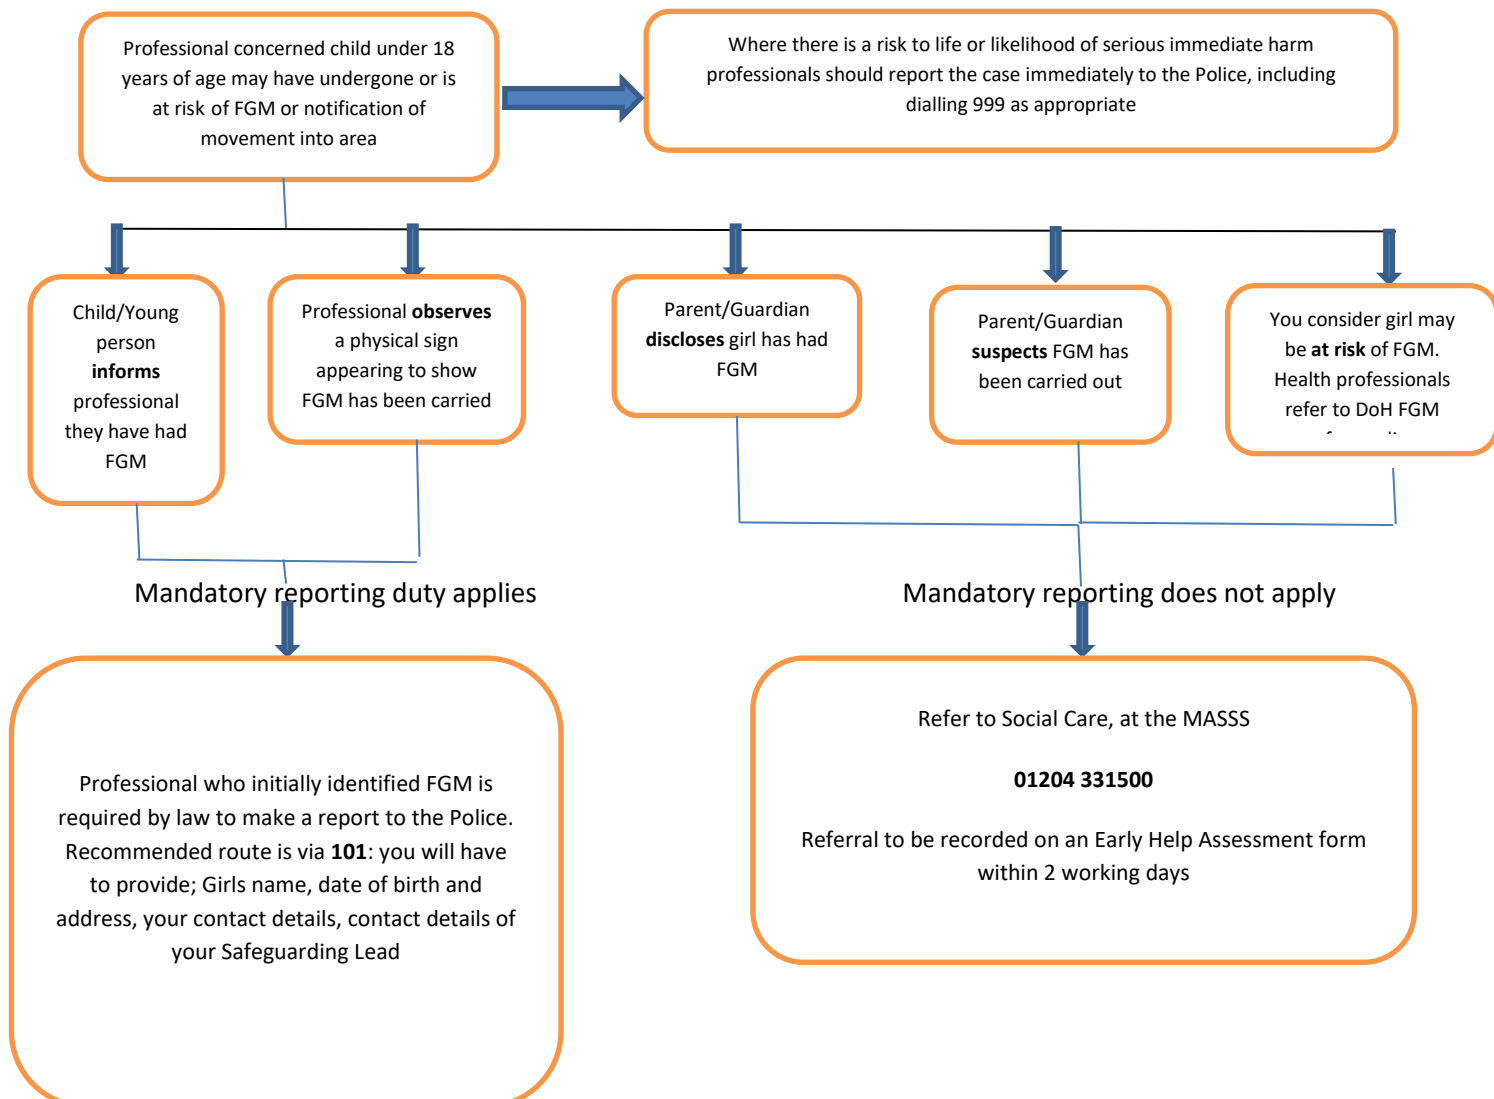 Professional concerned child under 18
years of age may have undergone or is
at risk of FGM or notification of
movement into area
Where there is a risk to life or likelihood of serious immediate harm
professionals should report the case immediately to the Police, including
dialling 999 as appropriate
Child/Young
person
informs
professional
they have had
FGM
Professional observes
a physical sign
appearing to show
FGM has been carried
Parent/Guardian
discloses girl has had
FGM
Parent/Guardian
suspects FGM has
been carried out
You consider girl may
be at risk of FGM.
Health professionals
refer to DoH FGM
Mandatory reporting duty applies
Mandatory reporting does not apply
Professional who initially identified FGM is
required by law to make a report to the Police.
Recommended route is via 101: you will have
to provide; Girls name, date of birth and
address, your contact details, contact details of
your Safeguarding Lead
Refer to Social Care, at the MASSS
01204 331500
Referral to be recorded on an Early Help Assessment form
within 2 working days